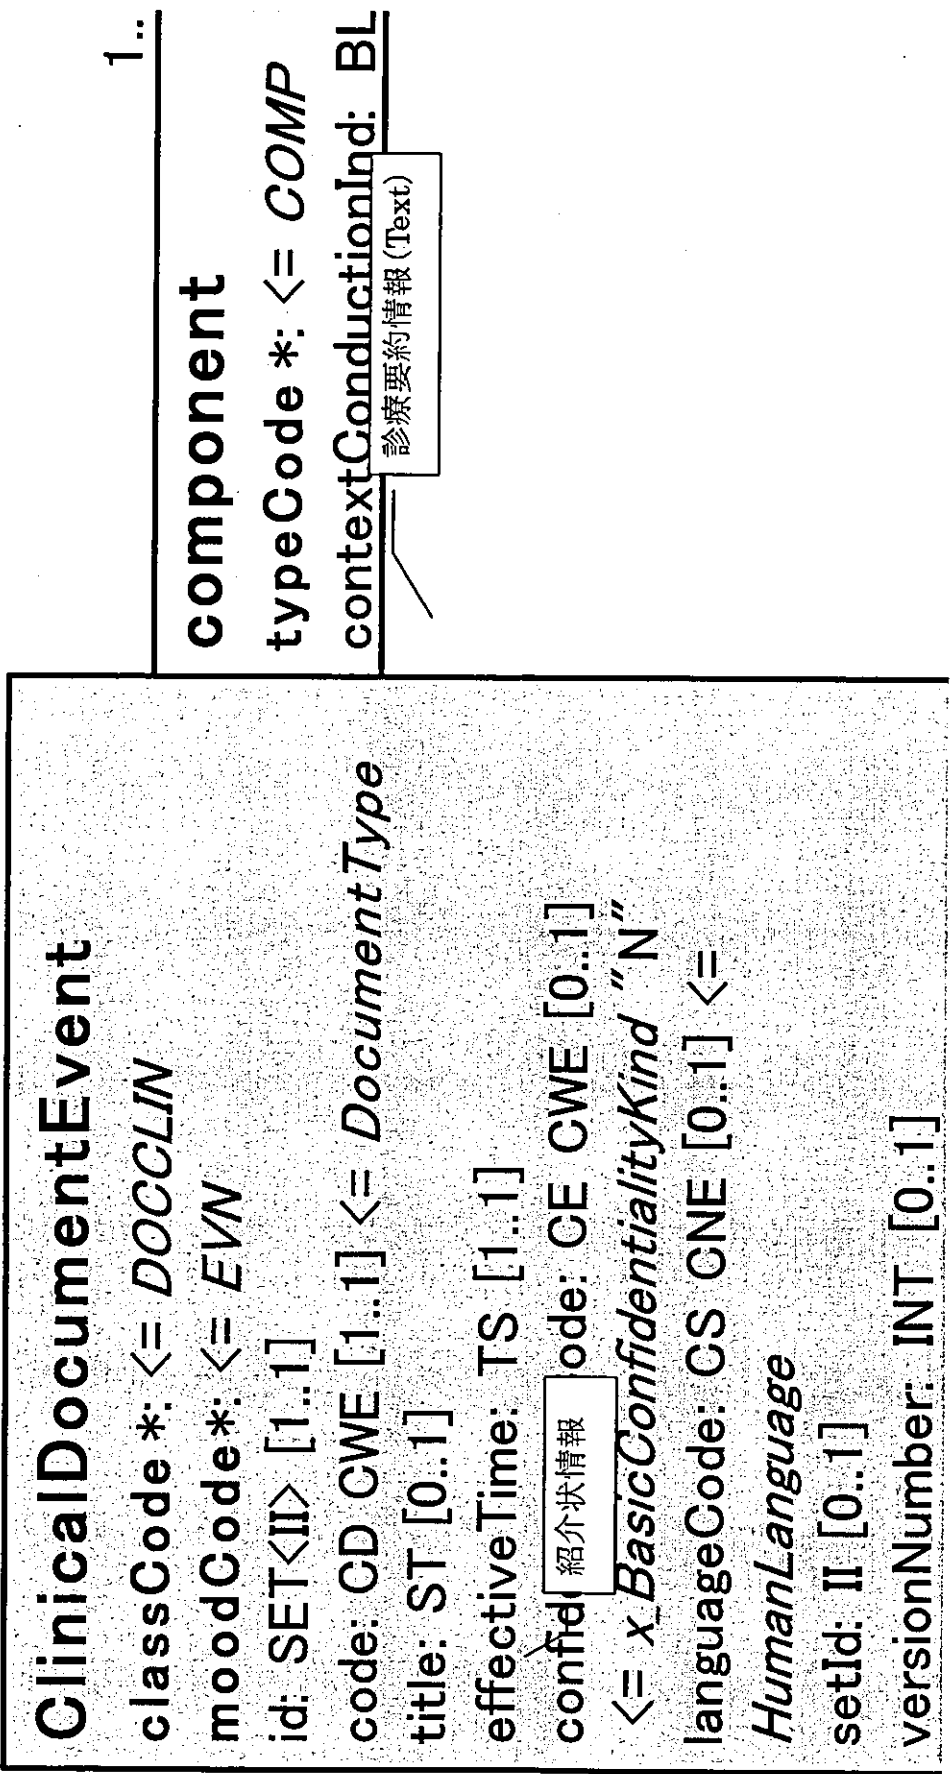 ClinicalDocumentEvent
classCode*: <= DOCCLIN
moodCode*: <= EVN
id: SET<II> [1..1]
code: CD CWE [1..1] <= DocumentType
title: ST [0..1]
effectiveTime: TS [1..1]
confid ode: CE CWE [0..1]
紹介状情報
<= x_BasicConfidentialityKind "N"
languageCode: CS CNE [0..1] <=
HumanLanguage
setId: II [0..1]
versionNumber: INT [0..1]
1..
component
typeCode*: <= COMP
contextConductionInd: BL
診療要約情報(Text)